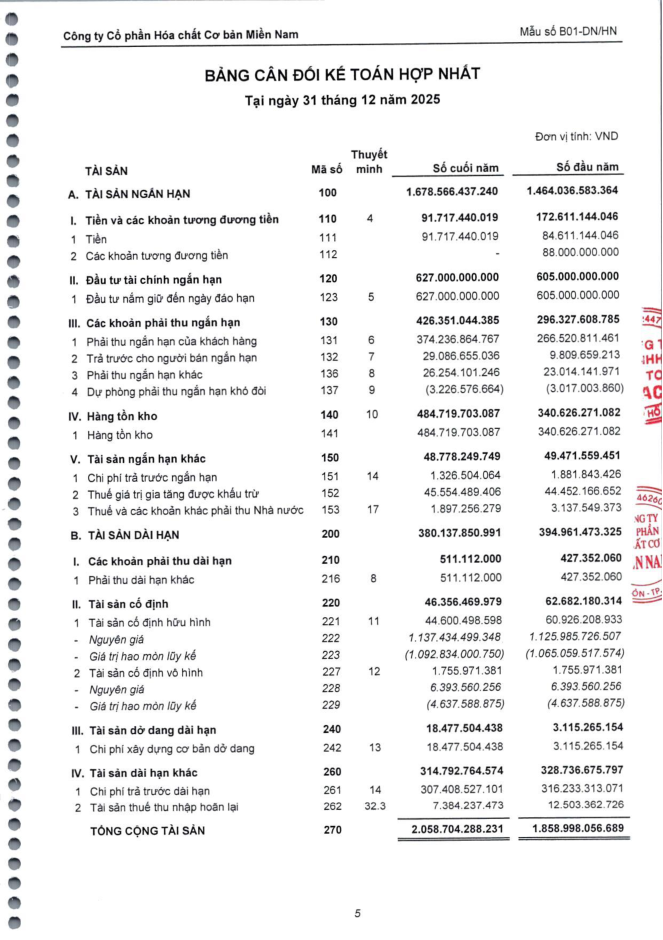 Công ty Cổ phần Hóa chất Cơ bản Miền Nam Mẫu số B01-DN/HN
BẢNG CÂN ĐỐI KẾ TOÁN HỢP NHẤT
Tại ngày 31 tháng 12 năm 2025
Đơn vị tính: VND
TÀI SẢN Mã số Thuyết minh Số cuối năm Số đầu năm
A. TÀI SẢN NGẮN HẠN 100 1.678.566.437.240 1.464.036.583.364
I. Tiền và các khoản tương đương tiền 110 4 91.717.440.019 172.611.144.046
1 Tiền 111 91.717.440.019 84.611.144.046
2 Các khoản tương đương tiền 112 - 88.000.000.000
II. Đầu tư tài chính ngắn hạn 120 627.000.000.000 605.000.000.000
1 Đầu tư nắm giữ đến ngày đáo hạn 123 5 627.000.000.000 605.000.000.000
III. Các khoản phải thu ngắn hạn 130 426.351.044.385 296.327.608.785
1 Phải thu ngắn hạn của khách hàng 131 6 374.236.864.767 266.520.811.461
2 Trả trước cho người bán ngắn hạn 132 7 29.086.655.036 9.809.659.213
3 Phải thu ngắn hạn khác 136 8 26.254.101.246 23.014.141.971
4 Dự phòng phải thu ngắn hạn khó đòi 137 9 (3.226.576.664) (3.017.003.860)
IV. Hàng tồn kho 140 10 484.719.703.087 340.626.271.082
1 Hàng tồn kho 141 484.719.703.087 340.626.271.082
V. Tài sản ngắn hạn khác 150 48.778.249.749 49.471.559.451
1 Chi phí trả trước ngắn hạn 151 14 1.326.504.064 1.881.843.426
2 Thuế giá trị gia tăng được khấu trừ 152 45.554.489.406 44.452.166.652
3 Thuế và các khoản khác phải thu Nhà nước 153 17 1.897.256.279 3.137.549.373
B. TÀI SẢN DÀI HẠN 200 380.137.850.991 394.961.473.325
I. Các khoản phải thu dài hạn 210 511.112.000 427.352.060
1 Phải thu dài hạn khác 216 8 511.112.000 427.352.060
II. Tài sản cố định 220 46.356.469.979 62.682.180.314
1 Tài sản cố định hữu hình 221 11 44.600.498.598 60.926.208.933
- Nguyên giá 222 1.137.434.499.348 1.125.985.726.507
- Giá trị hao mòn lũy kế 223 (1.092.834.000.750) (1.065.059.517.574)
2 Tài sản cố định vô hình 227 12 1.755.971.381 1.755.971.381
- Nguyên giá 228 6.393.560.256 6.393.560.256
- Giá trị hao mòn lũy kế 229 (4.637.588.875) (4.637.588.875)
III. Tài sản dở dang dài hạn 240 18.477.504.438 3.115.265.154
1 Chi phí xây dựng cơ bản dở dang 242 13 18.477.504.438 3.115.265.154
IV. Tài sản dài hạn khác 260 314.792.764.574 328.736.675.797
1 Chi phí trả trước dài hạn 261 14 307.408.527.101 316.233.313.071
2 Tài sản thuế thu nhập hoãn lại 262 32.3 7.384.237.473 12.503.362.726
TỔNG CỘNG TÀI SẢN 270 2.058.704.288.231 1.858.998.056.689
5